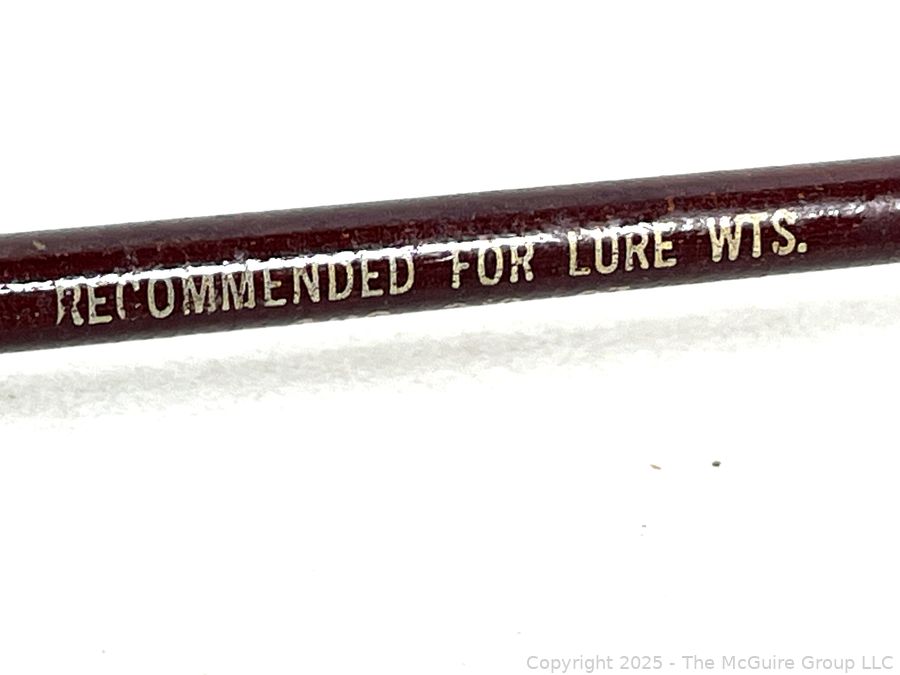 RECOMMENDED FOR LURE WTS.
Copyright 2025 - The McGuire Group LLC